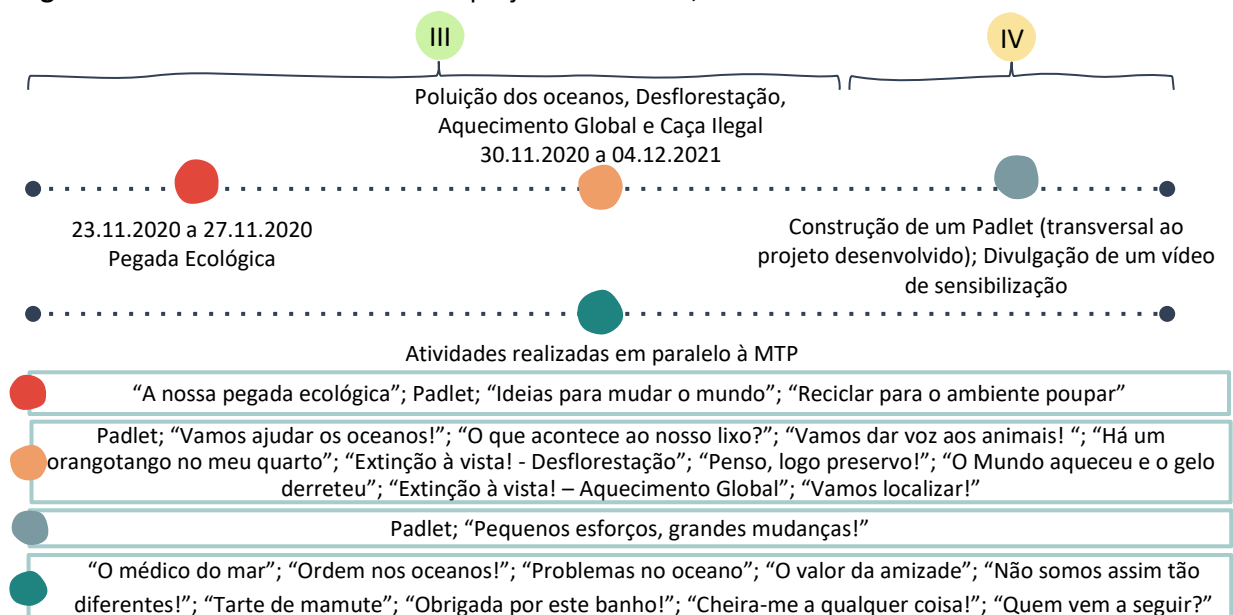 III
IV
Poluição dos oceanos, Desflorestação,
Aquecimento Global e Caça Ilegal
30.11.2020 a 04.12.2021
23.11.2020 a 27.11.2020
Pegada Ecológica
Construção de um Padlet (transversal ao
projeto desenvolvido); Divulgação de um vídeo
de sensibilização
Atividades realizadas em paralelo à MTP
“A nossa pegada ecológica”; Padlet; “Ideias para mudar o mundo”; “Reciclar para o ambiente poupar”
Padlet; “Vamos ajudar os oceanos!”; “O que acontece ao nosso lixo?”; “Vamos dar voz aos animais! “; “Há um
orangotango no meu quarto”; “Extinção à vista! - Desflorestação”; “Penso, logo preservo!”; “O Mundo aqueceu e o gelo
derreteu”; “Extinção à vista! – Aquecimento Global”; “Vamos localizar!”
Padlet; “Pequenos esforços, grandes mudanças!”
“O médico do mar”; “Ordem nos oceanos!”; “Problemas no oceano”; “O valor da amizade”; “Não somos assim tão
diferentes!”; “Tarte de mamute”; “Obrigada por este banho!”; “Cheira-me a qualquer coisa!”; “Quem vem a seguir?”